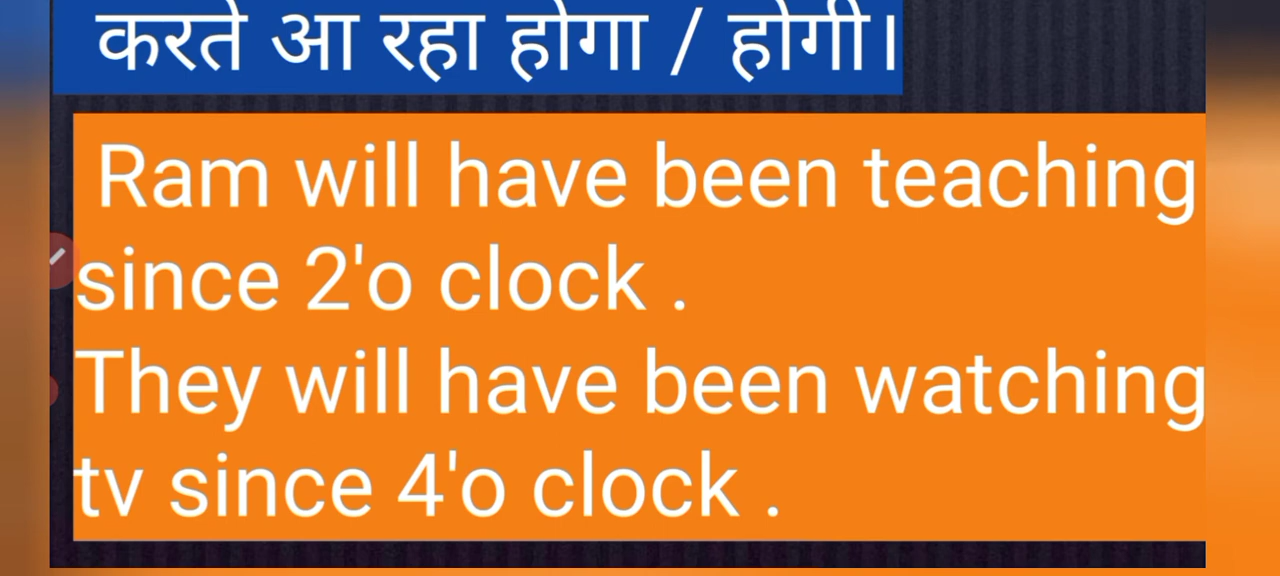 करते आ रहा होगा / होगी।
Ram will have been teaching
since 2'o clock .
They will have been watching
tv since 4'o clock .